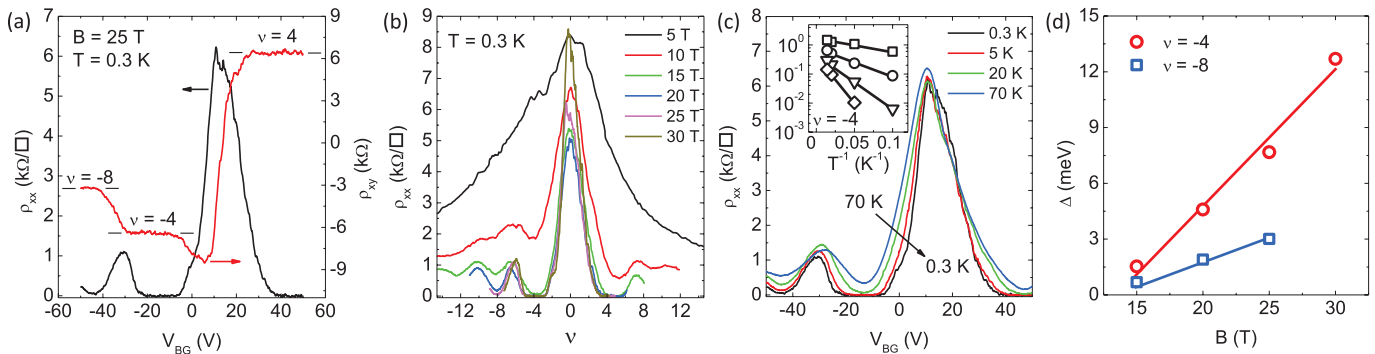 (a)
B = 25 T
T = 0.3 K
ν = 4
ν = -8
ν = -4
ρxx (kΩ/□)
7
6
5
4
3
2
1
0
-60 -40 -20 0 20 40 60
VBG (V)
9
6
3
0
-3
-6
-9
ρxy (kΩ)
(b)
T = 0.3 K
5 T
10 T
15 T
20 T
25 T
30 T
ρxx (kΩ/□)
9
8
7
6
5
4
3
2
1
0
-12 -8 -4 0 4 8 12
ν
(c)
0.3 K
5 K
20 K
70 K
10⁰
10⁻¹
10⁻²
10⁻³
ν = -4
0 0.05 0.1
T⁻¹ (K⁻¹)
70 K
0.3 K
ρxx (kΩ/□)
8
7
6
5
4
3
2
1
0
-40 -20 0 20 40
VBG (V)
(d)
ν = -4
ν = -8
Δ (meV)
15
12
9
6
3
0
15 20 25 30
B (T)